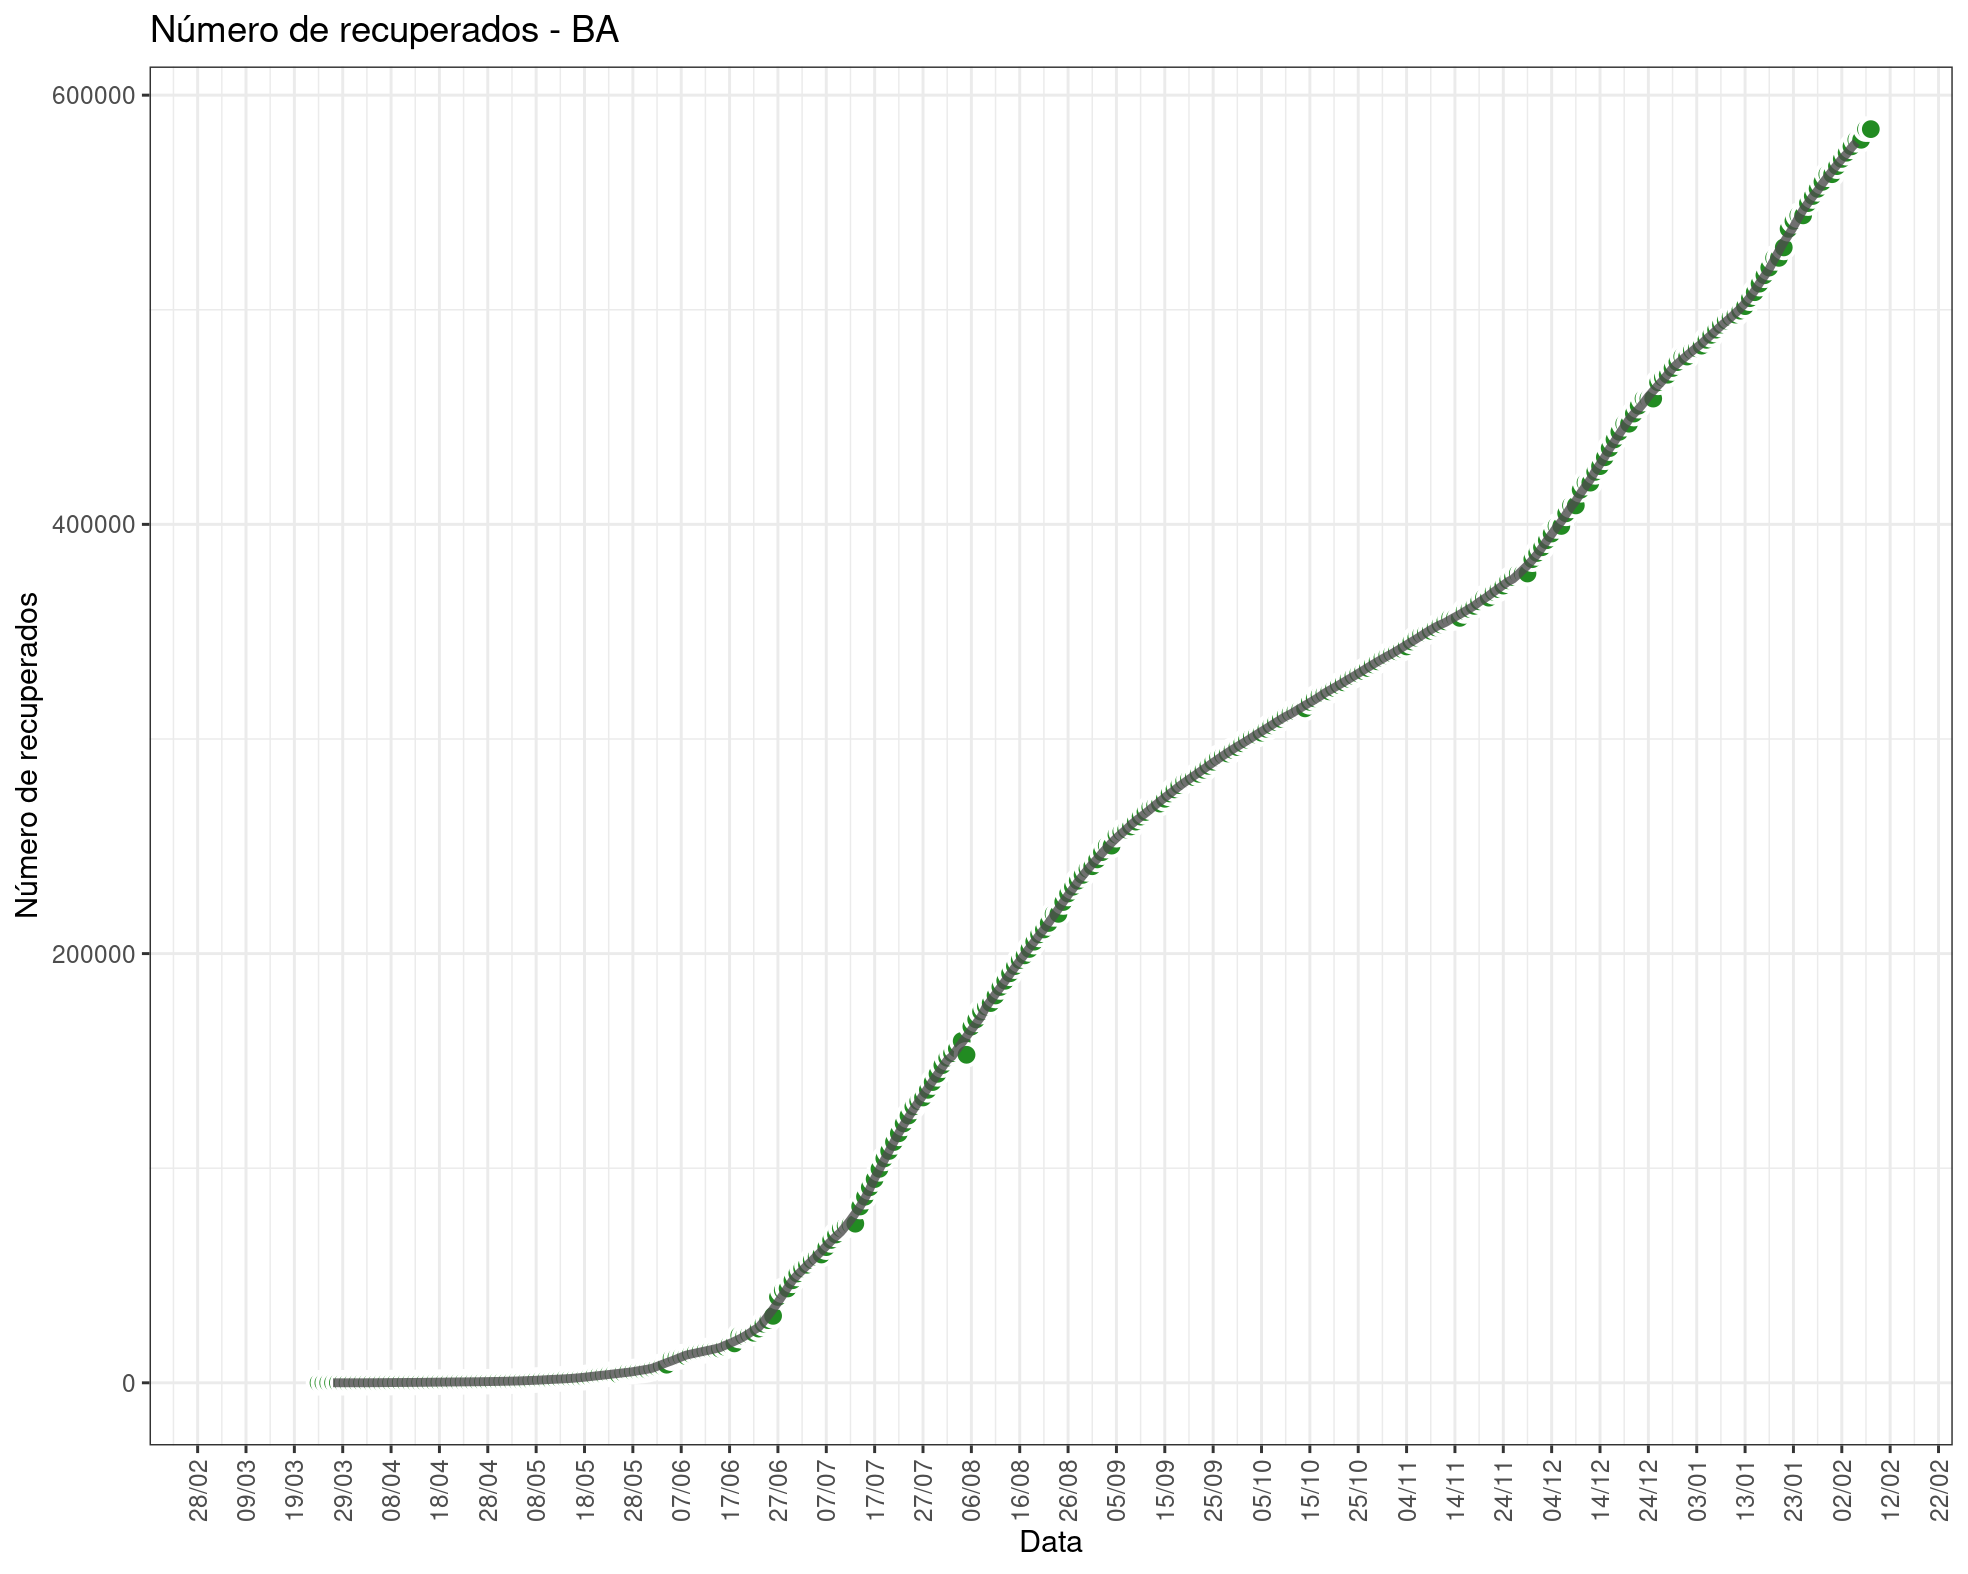 Número de recuperados - BA
Número de recuperados
600000
400000
200000
0
28/02 09/03 19/03 29/03 08/04 18/04 28/04 08/05 18/05 28/05 07/06 17/06 27/06 07/07 17/07 27/07 06/08 16/08 26/08 05/09 15/09 25/09 05/10 15/10 25/10 04/11 14/11 24/11 04/12 14/12 24/12 03/01 13/01 23/01 02/02 12/02 22/02
Data